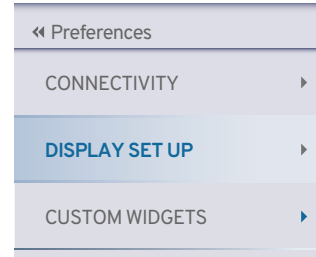 Preferences
CONNECTIVITY
DISPLAY SET UP
CUSTOM WIDGETS